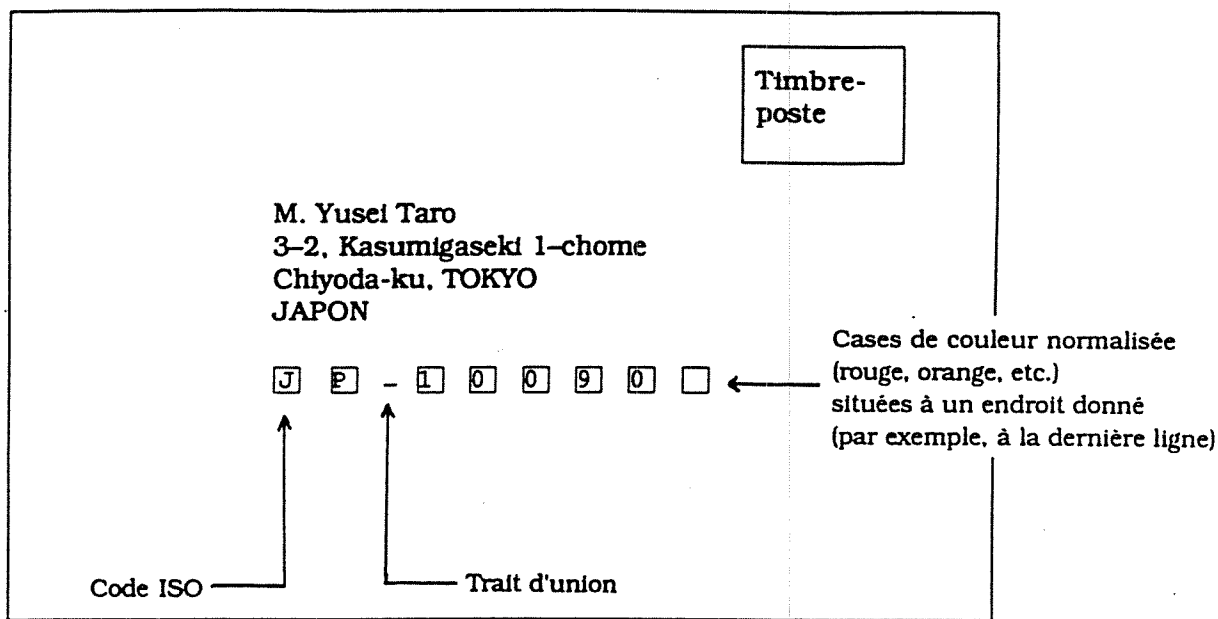 Timbre-
poste
M. Yusei Taro
3–2, Kasumigaseki 1–chome
Chiyoda-ku, TOKYO
JAPON
J P – 1 0 0 9 0
Cases de couleur normalisée
(rouge, orange, etc.)
situées à un endroit donné
(par exemple, à la dernière ligne)
Code ISO
Trait d'union